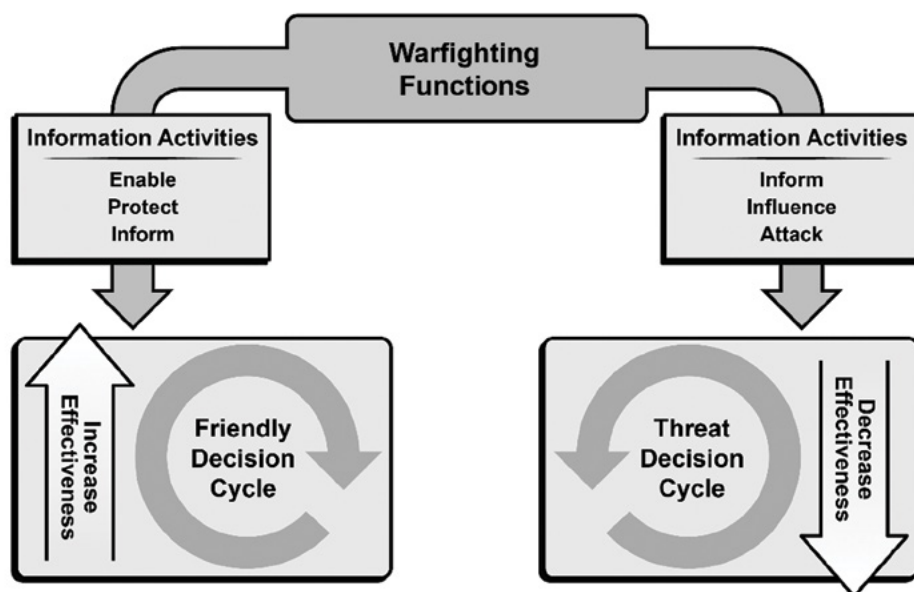 Warfighting
Functions
Information Activities
Enable
Protect
Inform
Information Activities
Inform
Influence
Attack
Increase
Effectiveness
Friendly
Decision
Cycle
Threat
Decision
Cycle
Decrease
Effectiveness